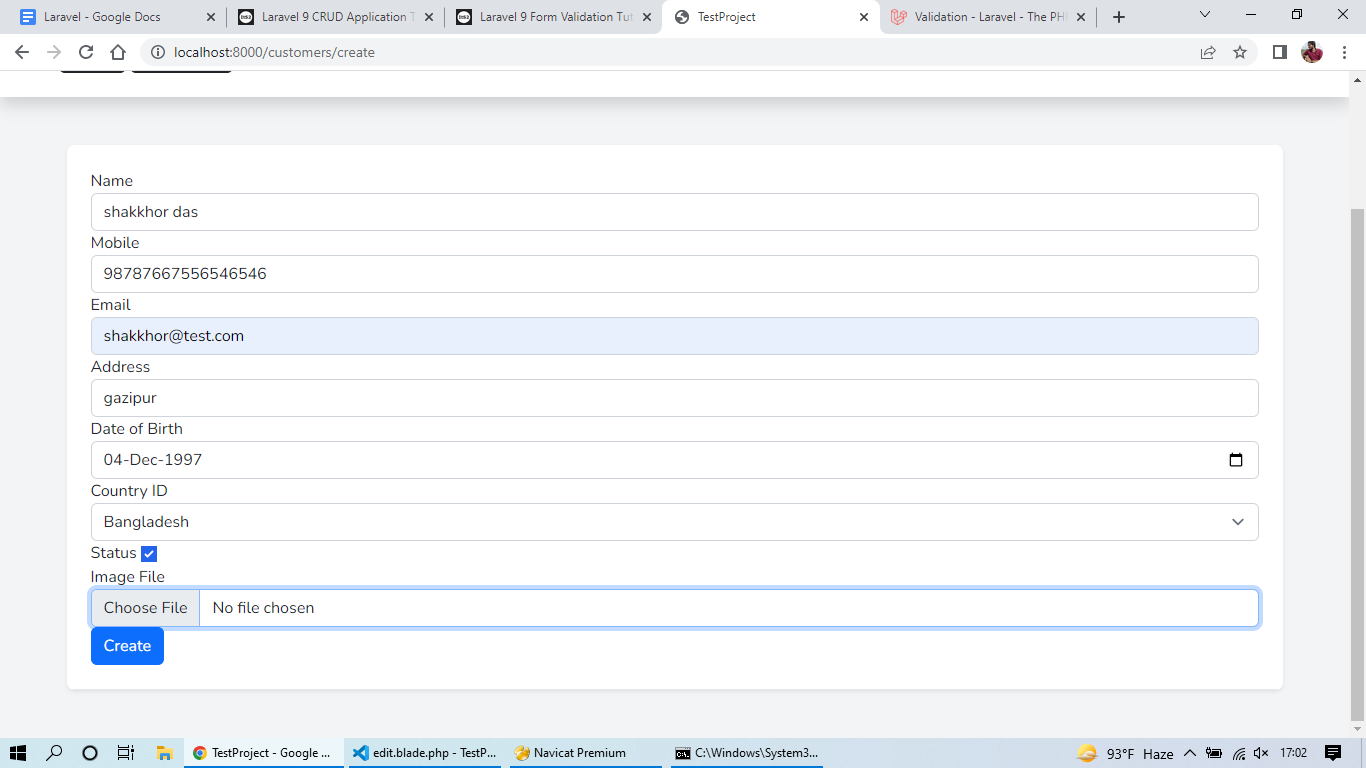 Laravel - Google Docs
Laravel 9 CRUD Application T
Laravel 9 Form Validation Tut
TestProject
Validation - Laravel - The PHP
localhost:8000/customers/create
Name
shakkhor das
Mobile
98787667556546546
Email
shakkhor@test.com
Address
gazipur
Date of Birth
04-Dec-1997
Country ID
Bangladesh
Status
Image File
Choose File No file chosen
Create
TestProject - Google ...
edit.blade.php - TestP...
Navicat Premium
C:\Windows\System3...
93°F Haze
17:02